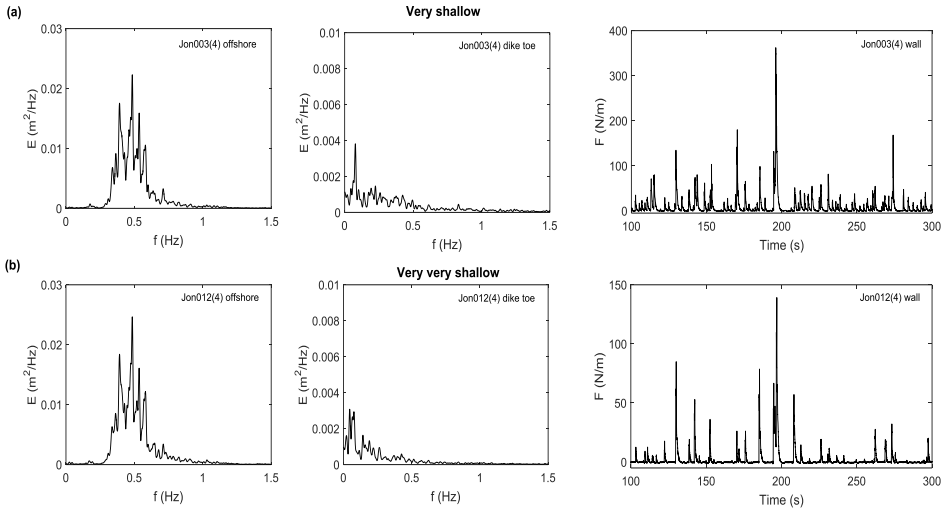 (a)
Very shallow
0.03
0.02
0.01
0
E (m²/Hz)
Jon003(4) offshore
0 0.5 1 1.5
f (Hz)
0.01
0.008
0.006
0.004
0.002
0
E (m²/Hz)
Jon003(4) dike toe
0 0.5 1 1.5
f (Hz)
400
300
200
100
0
F (N/m)
Jon003(4) wall
100 150 200 250 300
Time (s)
(b)
Very very shallow
0.03
0.02
0.01
0
E (m²/Hz)
Jon012(4) offshore
0 0.5 1 1.5
f (Hz)
0.01
0.008
0.006
0.004
0.002
0
E (m²/Hz)
Jon012(4) dike toe
0 0.5 1 1.5
f (Hz)
150
100
50
0
F (N/m)
Jon012(4) wall
100 150 200 250 300
Time (s)